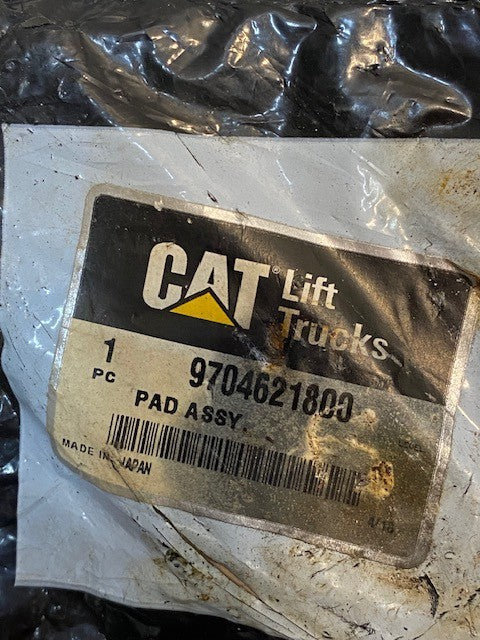 CAT® Lift
Trucks
1 9704621800
PC PAD ASSY.
MADE IN JAPAN